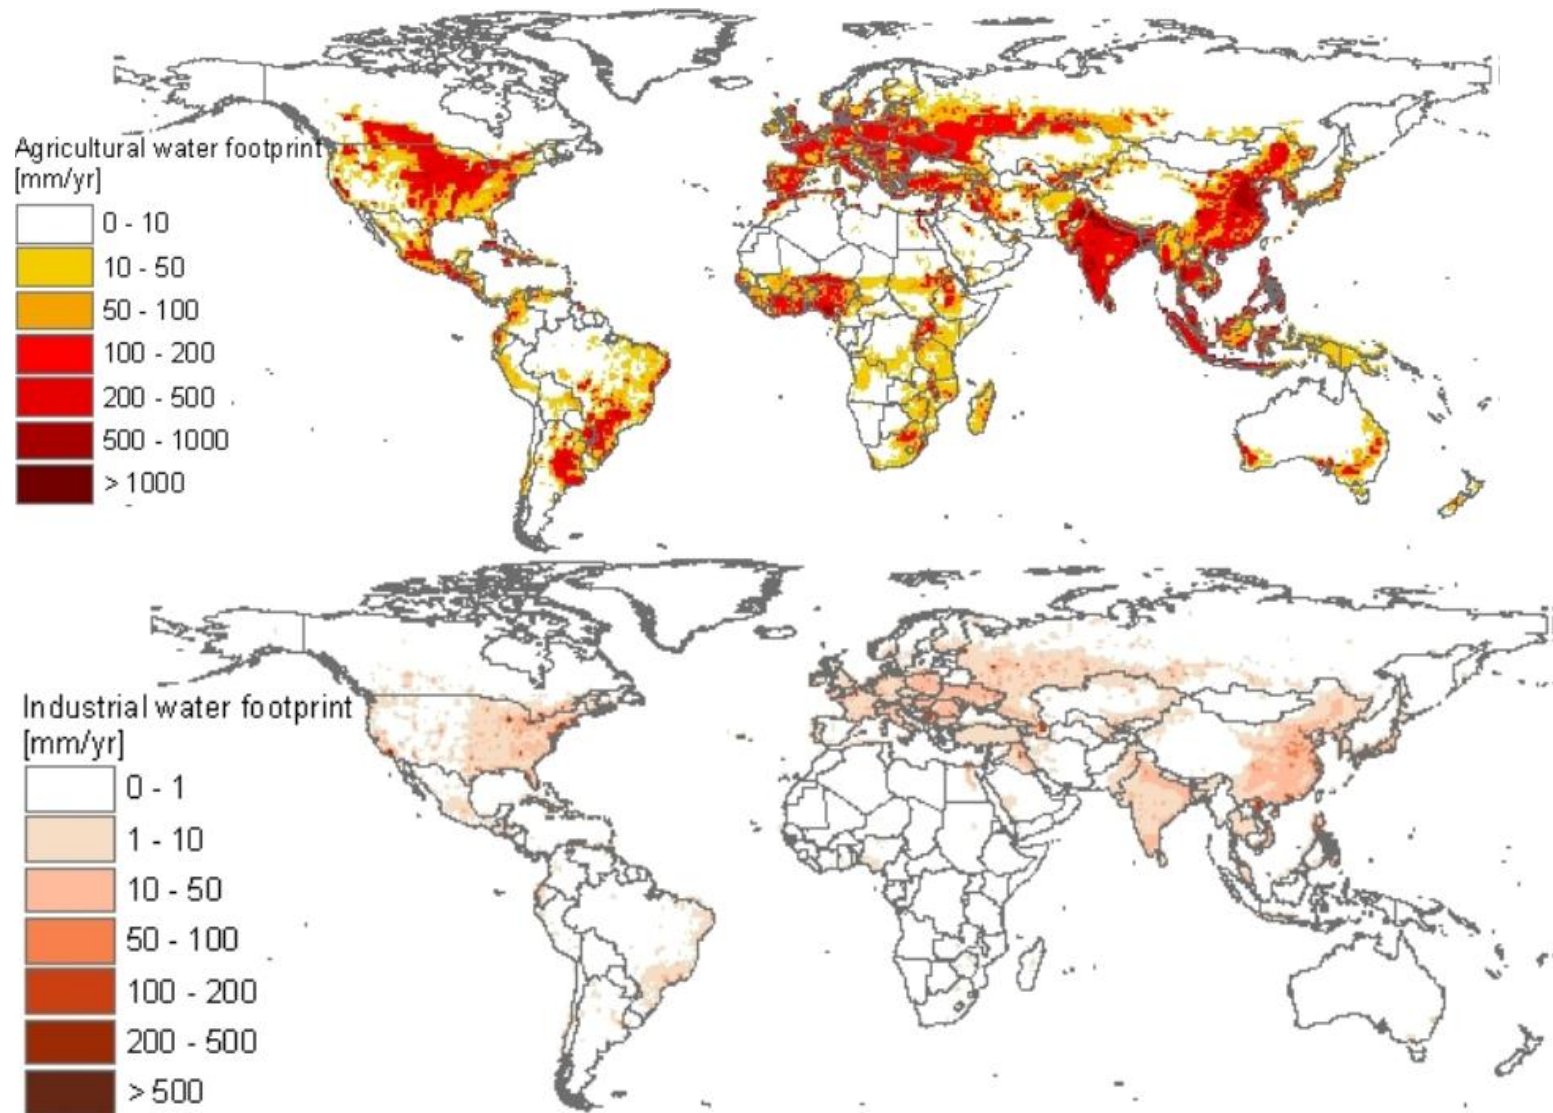 Agricultural water footprint
[mm/yr]
0 - 10
10 - 50
50 - 100
100 - 200
200 - 500
500 - 1000
> 1000
Industrial water footprint
[mm/yr]
0 - 1
1 - 10
10 - 50
50 - 100
100 - 200
200 - 500
> 500